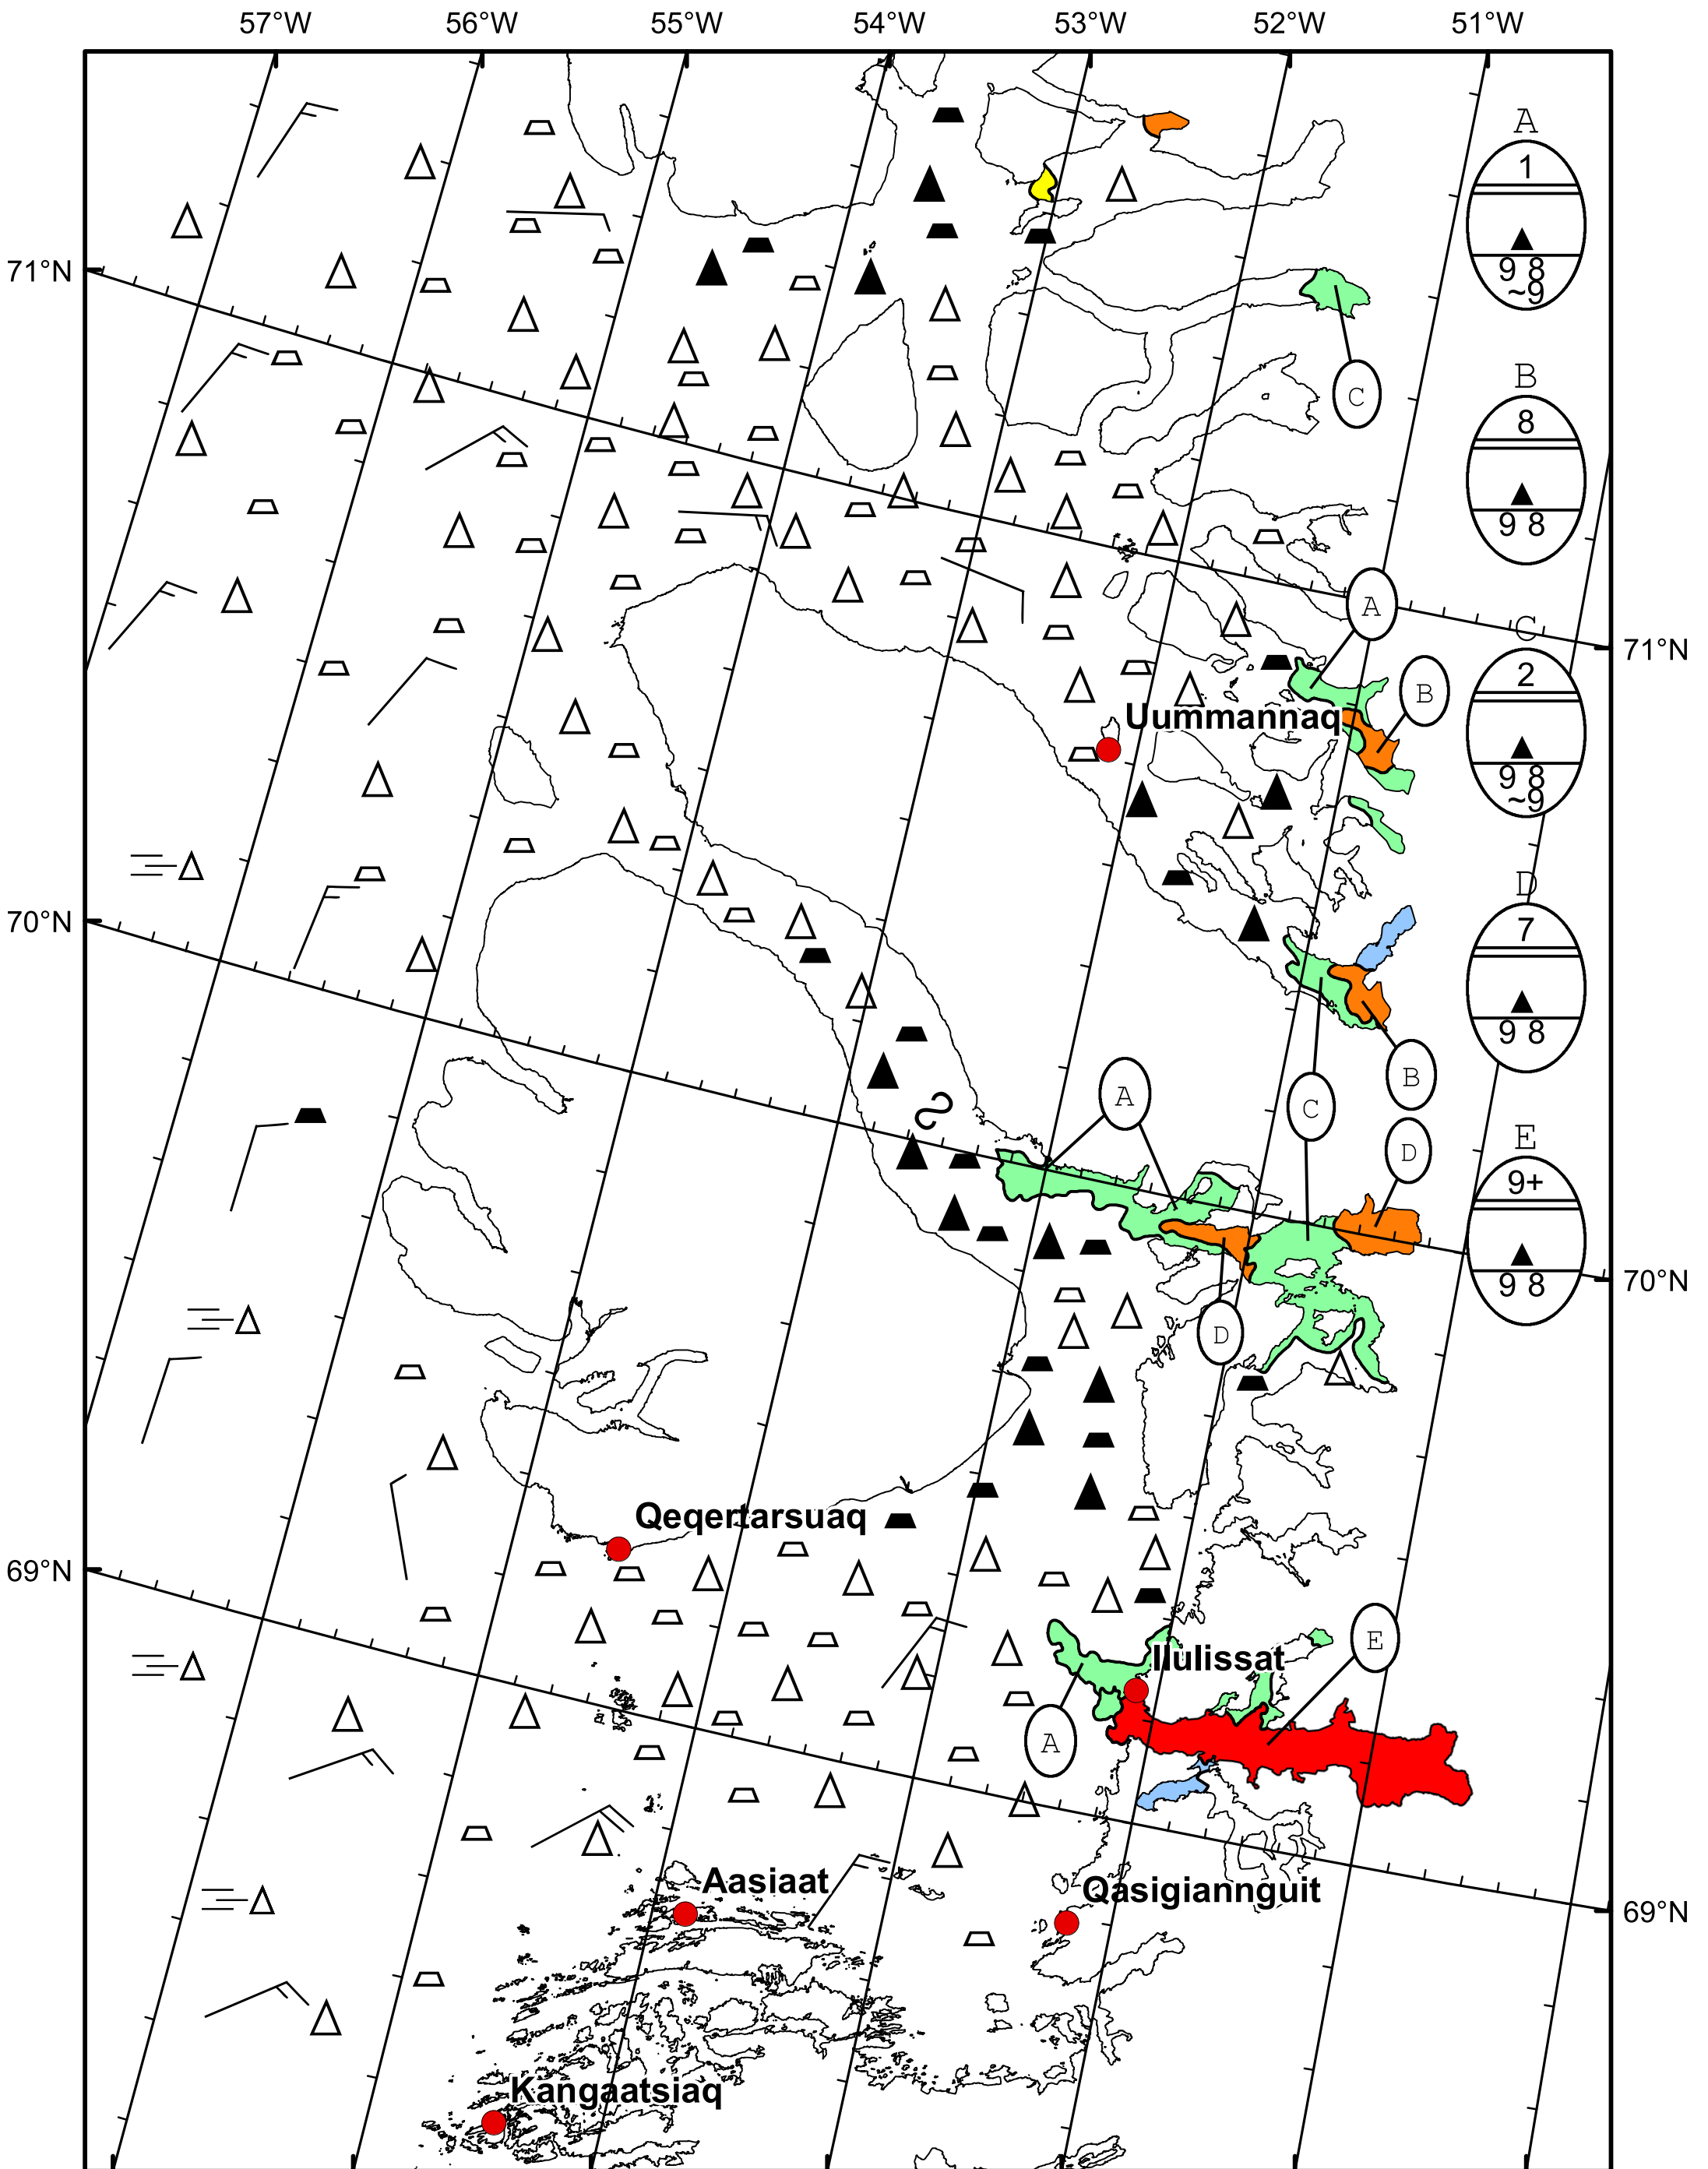 57°W 56°W 55°W 54°W 53°W 52°W 51°W
A
1
9 8
~9
71°N
B
8
9 8
C
A
C
71°N
2
9 8
~9
B
Uummannaq
D
7
9 8
70°N
B
A
C
D
E
9+
9 8
70°N
D
Qeqertarsuaq
69°N
E
Ilulissat
A
Aasiaat
Qasigiannguit
69°N
Kangaatsiaq